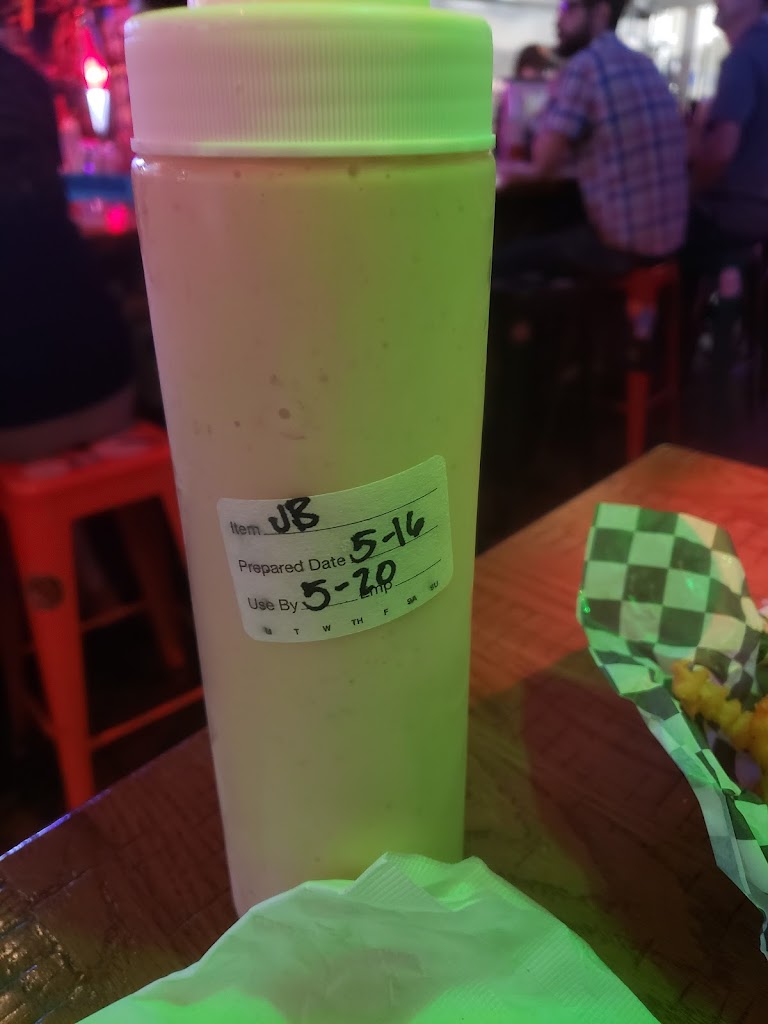 Item JB
Prepared Date 5-16
Use By 5-20 Emp
M T W TH F SA SU